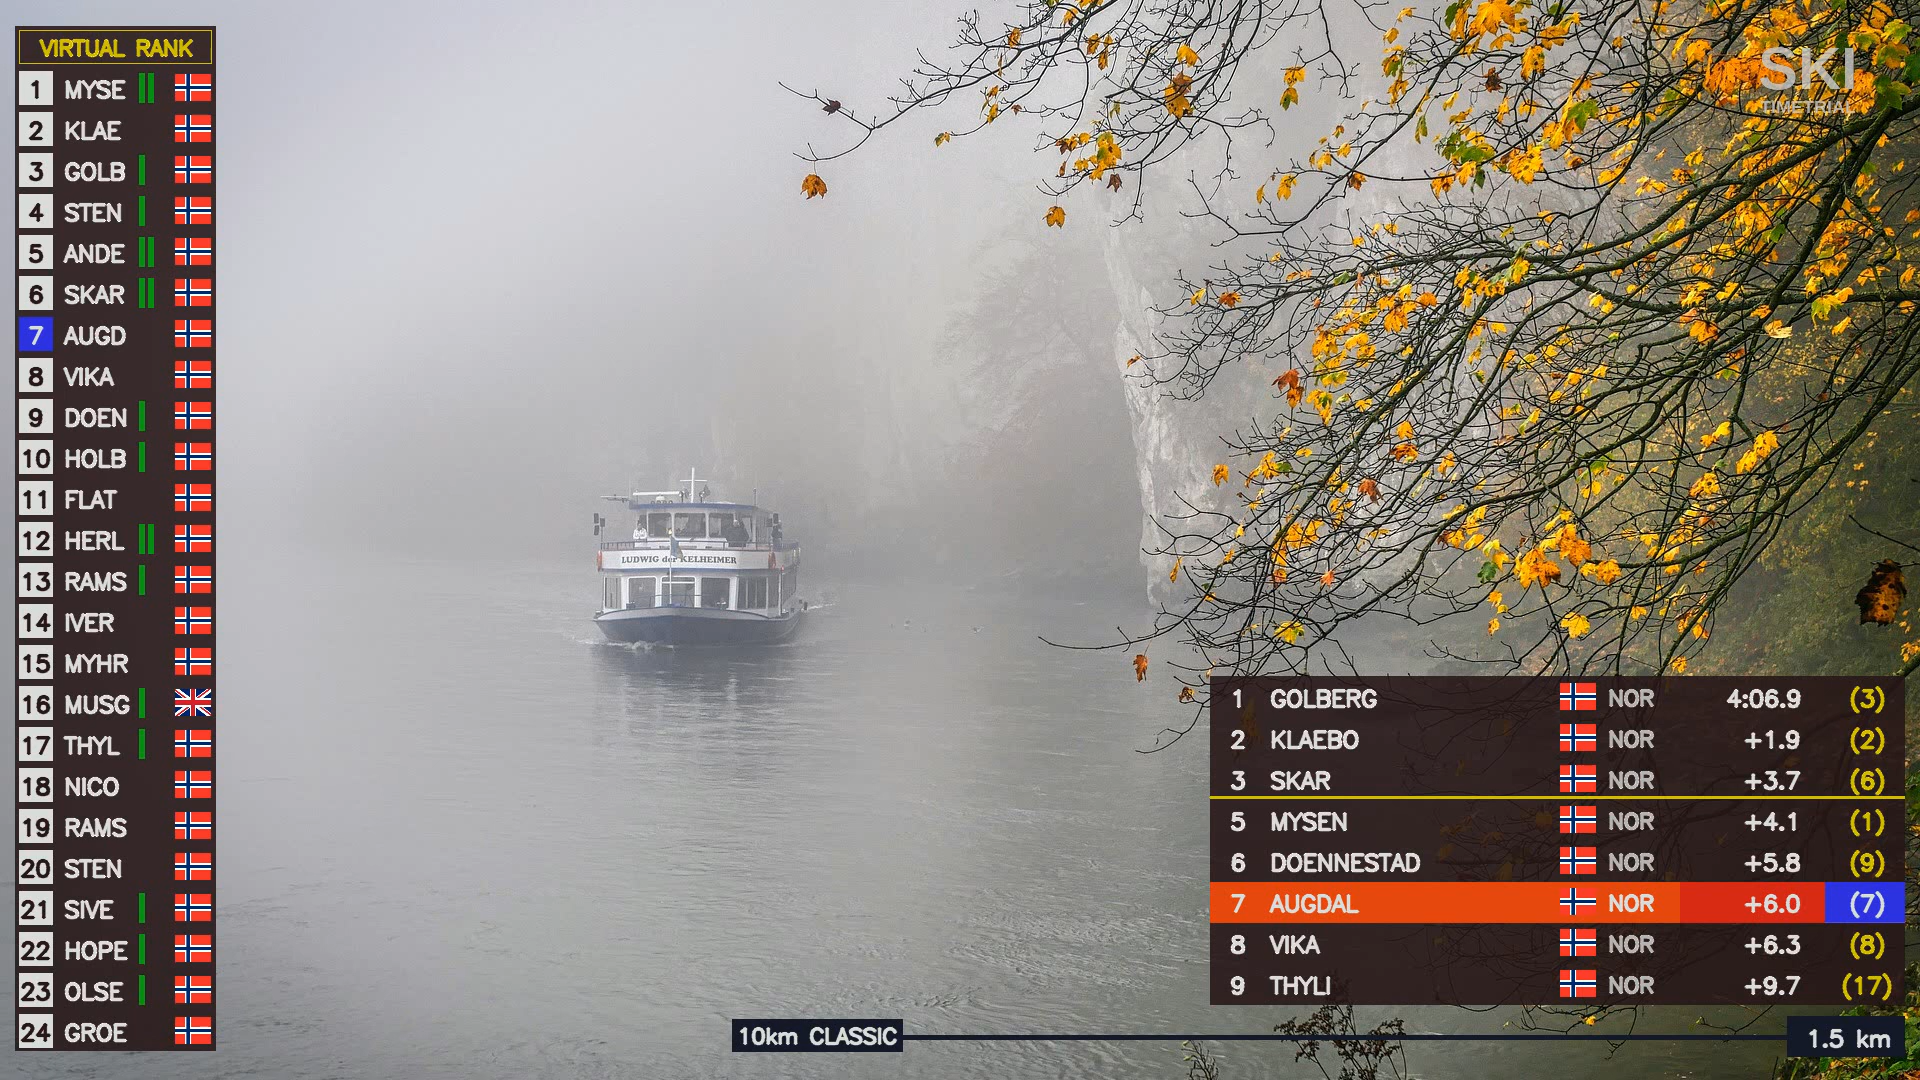 VIRTUAL RANK
1 MYSE
2 KLAE
3 GOLB
4 STEN
5 ANDE
6 SKAR
7 AUGD
8 VIKA
9 DOEN
10 HOLB
11 FLAT
12 HERL
13 RAMS
14 IVER
15 MYHR
16 MUSG
17 THYL
18 NICO
19 RAMS
20 STEN
21 SIVE
22 HOPE
23 OLSE
24 GROE
SKI
TIMETRIAL
LUDWIG der KELHEIMER
1 GOLBERG NOR 4:06.9 (3)
2 KLAEBO NOR +1.9 (2)
3 SKAR NOR +3.7 (6)
5 MYSEN NOR +4.1 (1)
6 DOENNESTAD NOR +5.8 (9)
7 AUGDAL NOR +6.0 (7)
8 VIKA NOR +6.3 (8)
9 THYLI NOR +9.7 (17)
10km CLASSIC
1.5 km